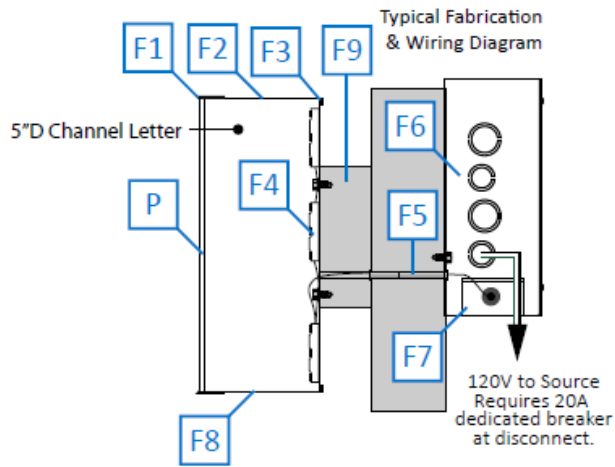 Typical Fabrication
& Wiring Diagram
F1
F2
F3
F9
5"D Channel Letter
F6
P
F4
F5
F7
F8
120V to Source
Requires 20A
dedicated breaker
at disconnect.